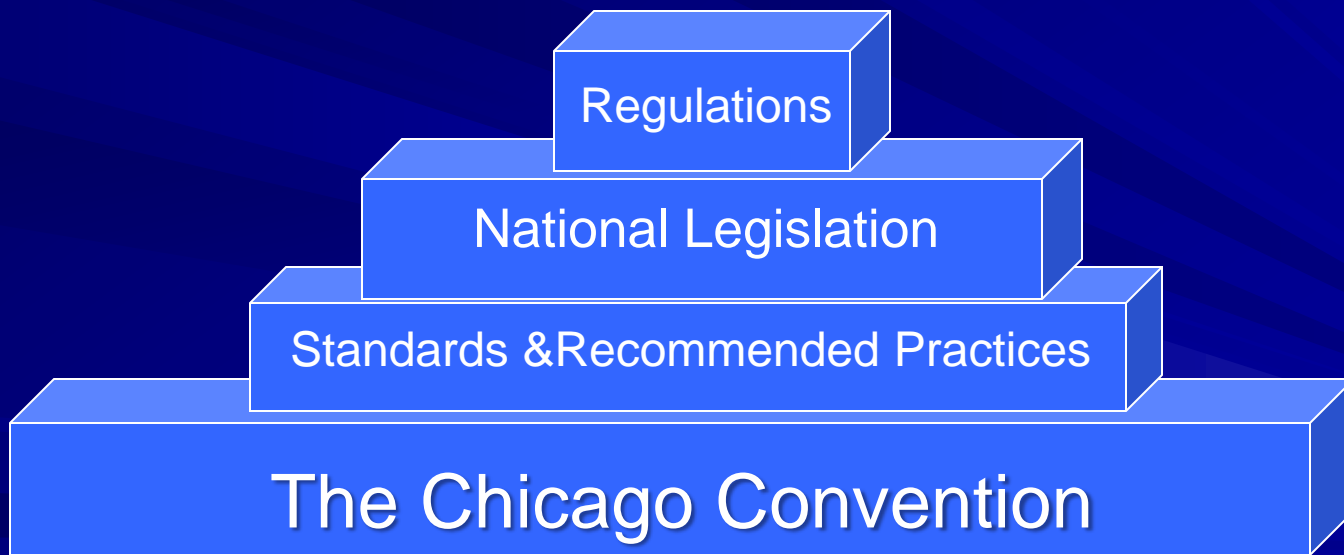 Regulations
National Legislation
Standards &Recommended Practices
The Chicago Convention